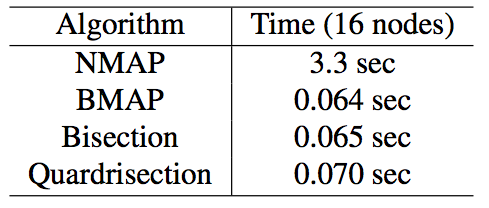 Algorithm Time (16 nodes)
NMAP 3.3 sec
BMAP 0.064 sec
Bisection 0.065 sec
Quardrisection 0.070 sec